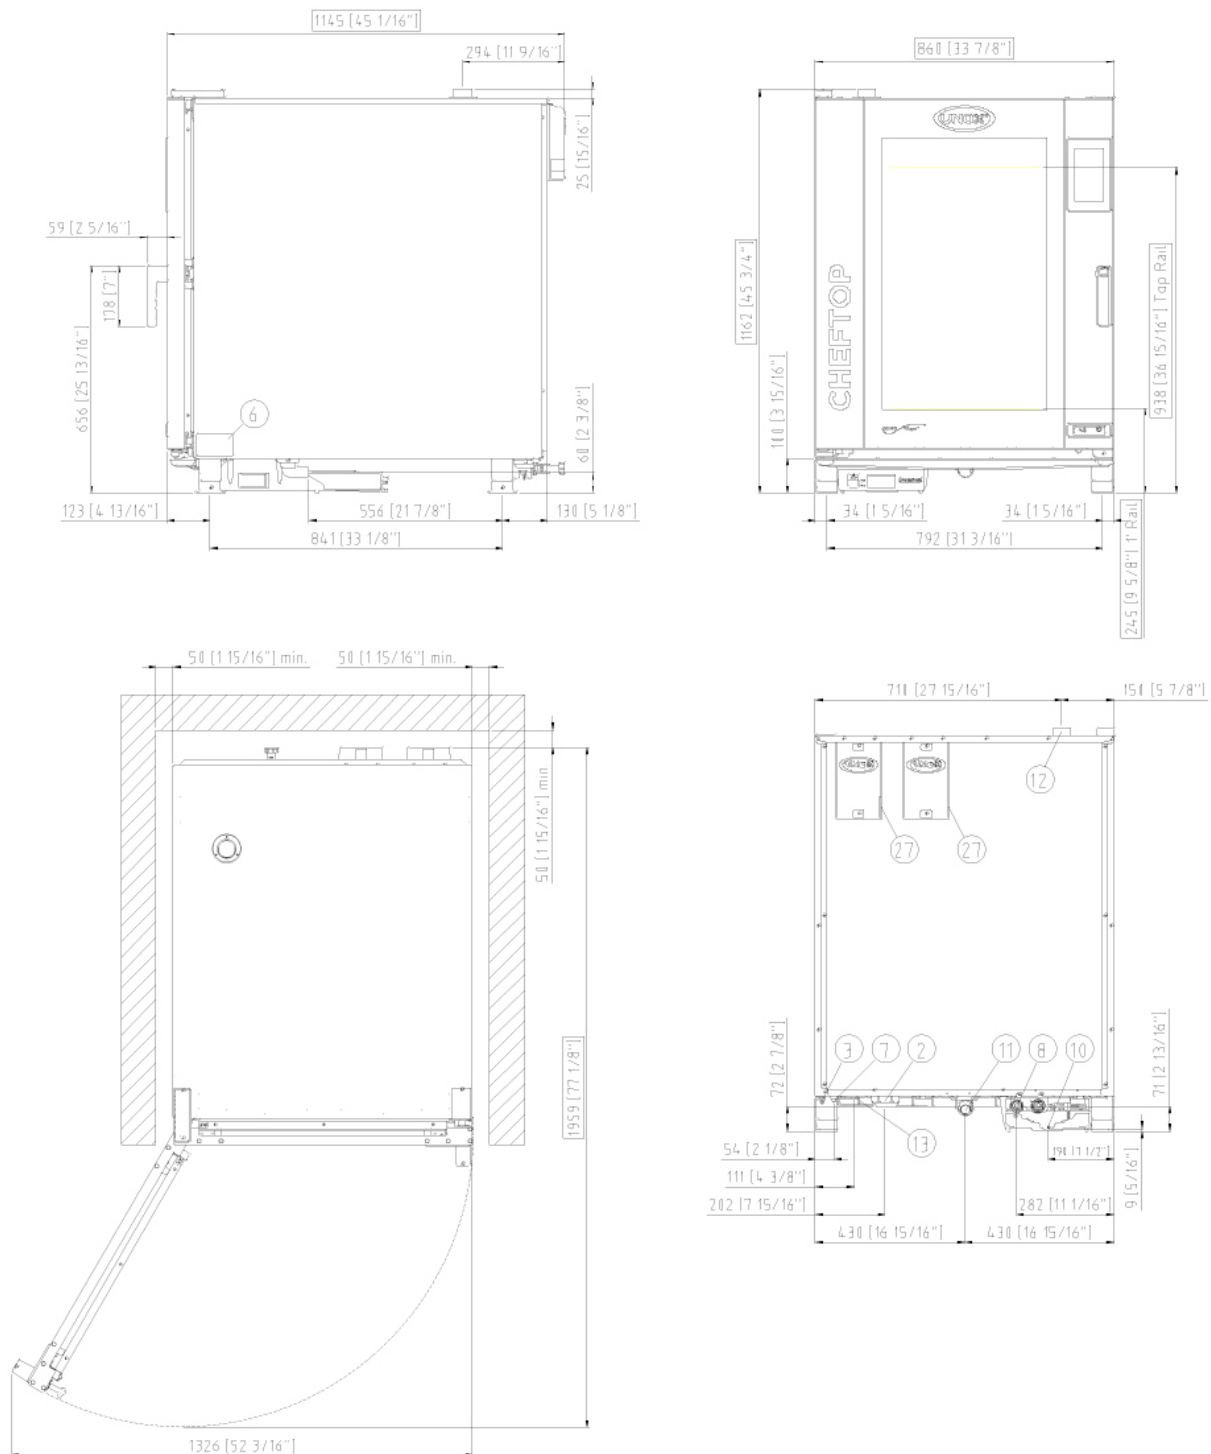 1145 [45 1/16"]
294 [11 9/16"]
25 [15/16"]
59 [2 5/16"]
178 [7"]
656 [25 13/16"]
6
60 [2 3/8"]
123 [4 13/16"]
556 [21 7/8"]
130 [5 1/8"]
841 [33 1/8"]
860 [33 7/8"]
UNOX
1162 [45 3/4"]
CHEFTOP
938 [36 15/16"] Top Rail
100 [3 15/16"]
34 [1 5/16"]
34 [1 5/16"]
792 [31 3/16"]
245 [9 5/8"] 1' Rail
50 [1 15/16"] min.
50 [1 15/16"] min.
50 [1 15/16"] min
1959 [77 1/8"]
1326 [52 3/16"]
710 [27 15/16"]
150 [5 7/8"]
12
UNOX
UNOX
27
27
72 [2 7/8"]
3
7
2
11
8
10
71 [2 13/16"]
13
54 [2 1/8"]
190 [7 1/2"]
111 [4 3/8"]
9 [5/16"]
202 [7 15/16"]
282 [11 1/16"]
430 [16 15/16"]
430 [16 15/16"]